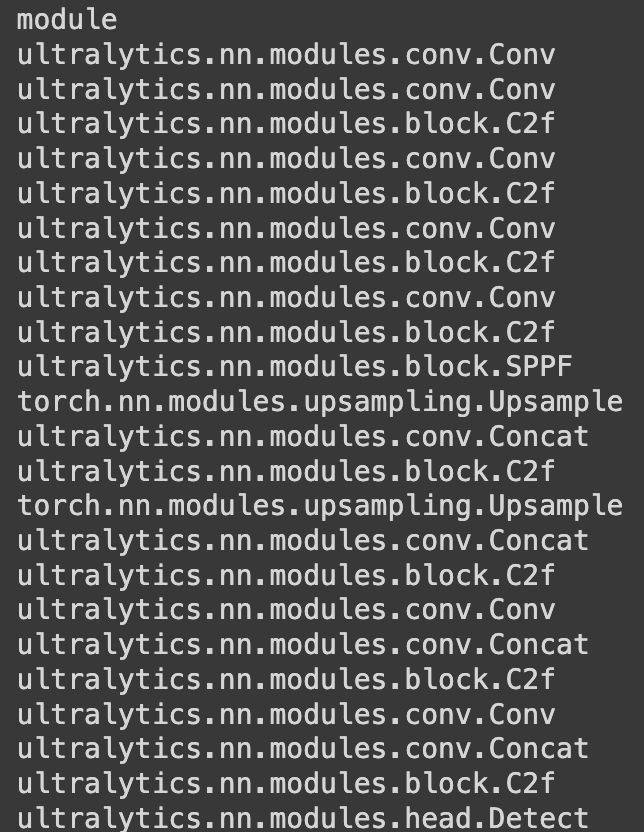 module
ultralytics.nn.modules.conv.Conv
ultralytics.nn.modules.conv.Conv
ultralytics.nn.modules.block.C2f
ultralytics.nn.modules.conv.Conv
ultralytics.nn.modules.block.C2f
ultralytics.nn.modules.conv.Conv
ultralytics.nn.modules.block.C2f
ultralytics.nn.modules.conv.Conv
ultralytics.nn.modules.block.C2f
ultralytics.nn.modules.block.SPPF
torch.nn.modules.upsampling.Upsample
ultralytics.nn.modules.conv.Concat
ultralytics.nn.modules.block.C2f
torch.nn.modules.upsampling.Upsample
ultralytics.nn.modules.conv.Concat
ultralytics.nn.modules.block.C2f
ultralytics.nn.modules.conv.Conv
ultralytics.nn.modules.conv.Concat
ultralytics.nn.modules.block.C2f
ultralytics.nn.modules.conv.Conv
ultralytics.nn.modules.conv.Concat
ultralytics.nn.modules.block.C2f
ultralytics.nn.modules.head.Detect